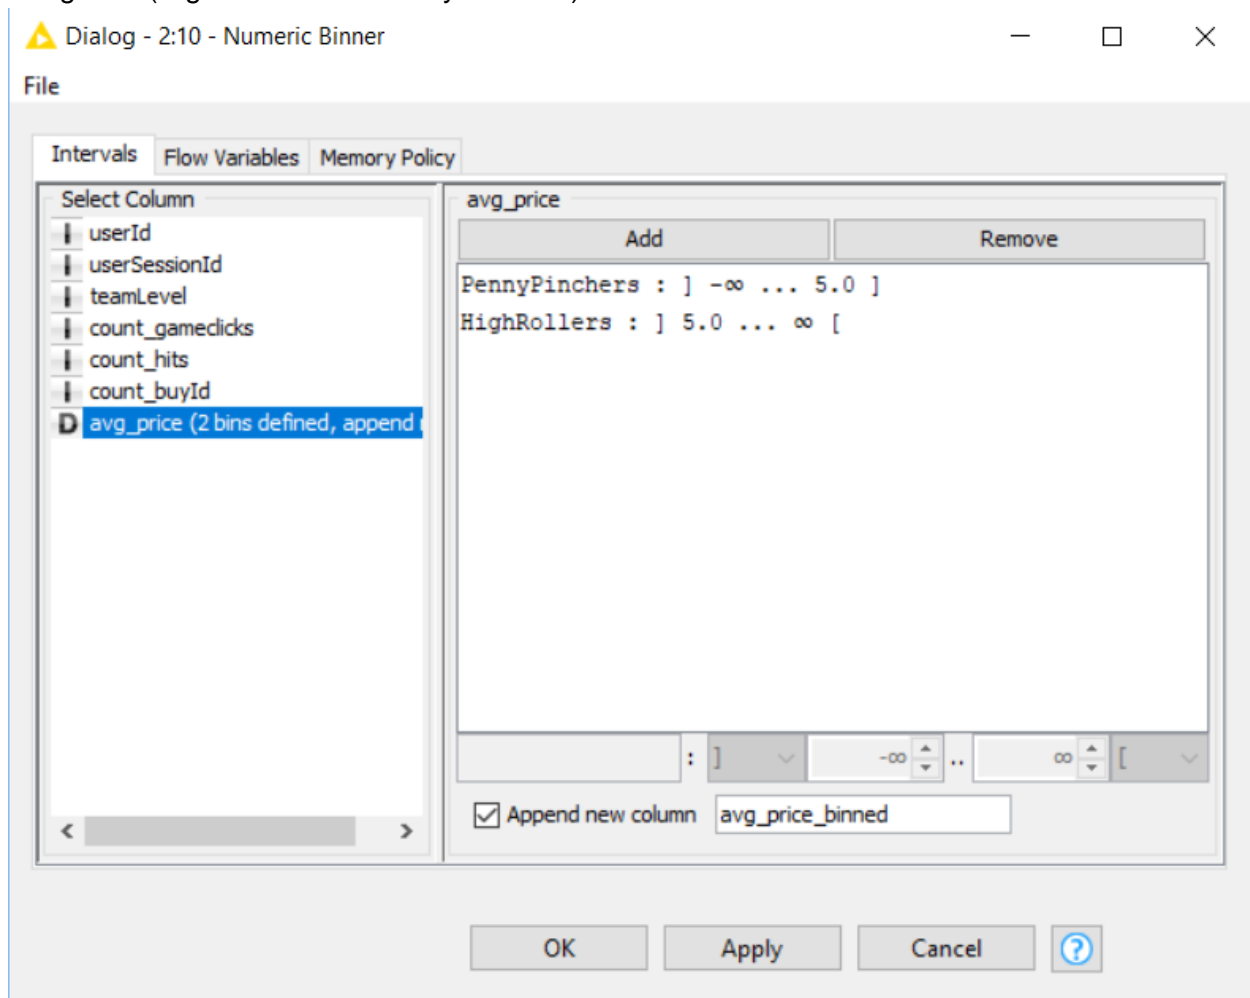 Dialog - 2:10 - Numeric Binner
File
Intervals Flow Variables Memory Policy
Select Column
userId
userSessionId
teamLevel
count_gameclicks
count_hits
count_buyId
D avg_price (2 bins defined, append
avg_price
Add Remove
PennyPinchers : ] -∞ ... 5.0 ]
HighRollers : ] 5.0 ... ∞ [
: ] -∞ .. ∞ [
Append new column avg_price_binned
OK Apply Cancel ?